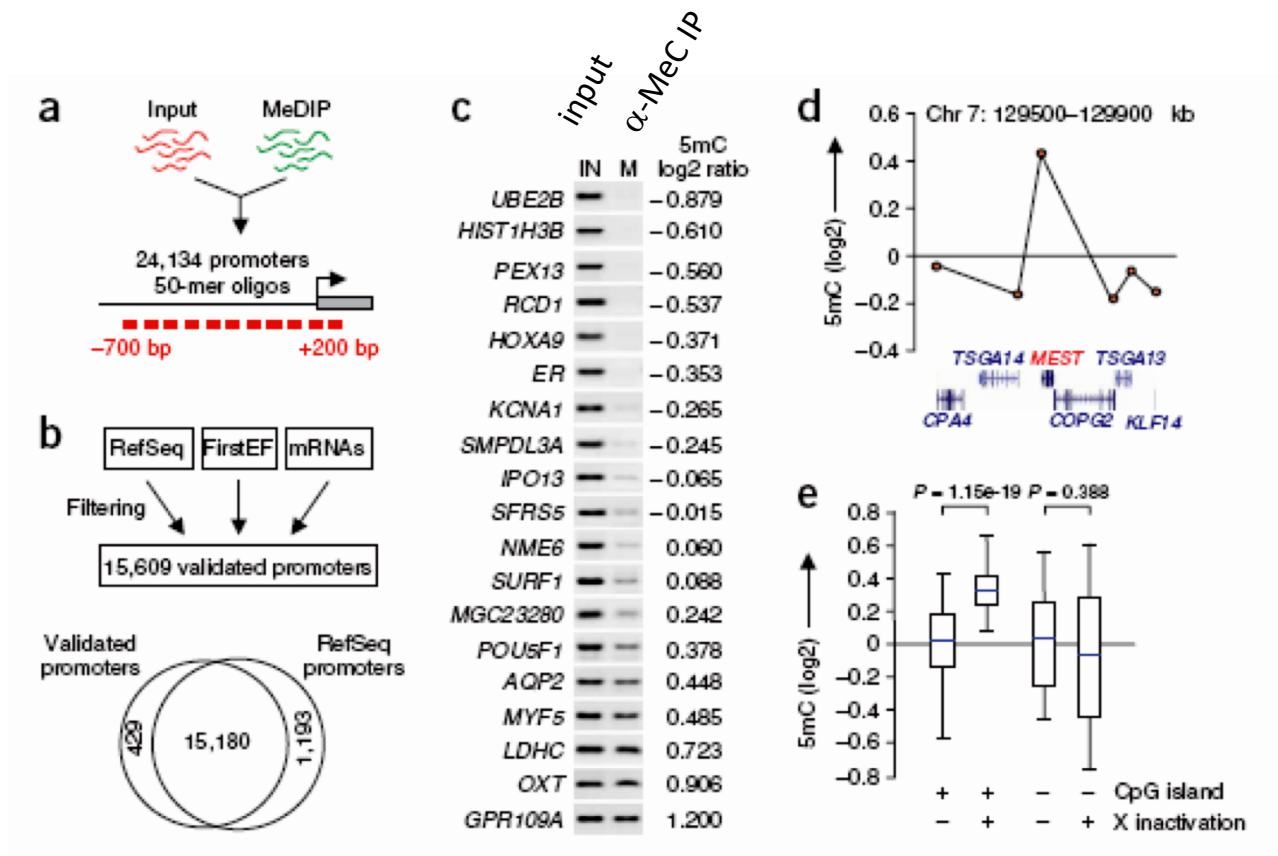 a
Input MeDIP
24,134 promoters
50-mer oligos
−700 bp +200 bp
b
RefSeq FirstEF mRNAs
Filtering
15,609 validated promoters
Validated promoters
RefSeq promoters
429 15,180 1,193
c
input α-MeC IP
5mC
IN M log2 ratio
UBE2B −0.879
HIST1H3B −0.610
PEX13 −0.560
RCD1 −0.537
HOXA9 −0.371
ER −0.353
KCNA1 −0.265
SMPDL3A −0.245
IPO13 −0.065
SFRS5 −0.015
NME6 0.060
SURF1 0.088
MGC23280 0.242
POU5F1 0.378
AQP2 0.448
MYF5 0.485
LDHC 0.723
OXT 0.906
GPR109A 1.200
d
Chr 7: 129500–129900 kb
5mC (log2)
0.6
0.4
0.2
0
−0.2
−0.4
TSGA14 MEST TSGA13
CPA4 COPG2 KLF14
e
P = 1.15e-19 P = 0.388
5mC (log2)
0.8
0.6
0.4
0.2
0
−0.2
−0.4
−0.6
−0.8
+ + − − CpG island
− + − + X inactivation